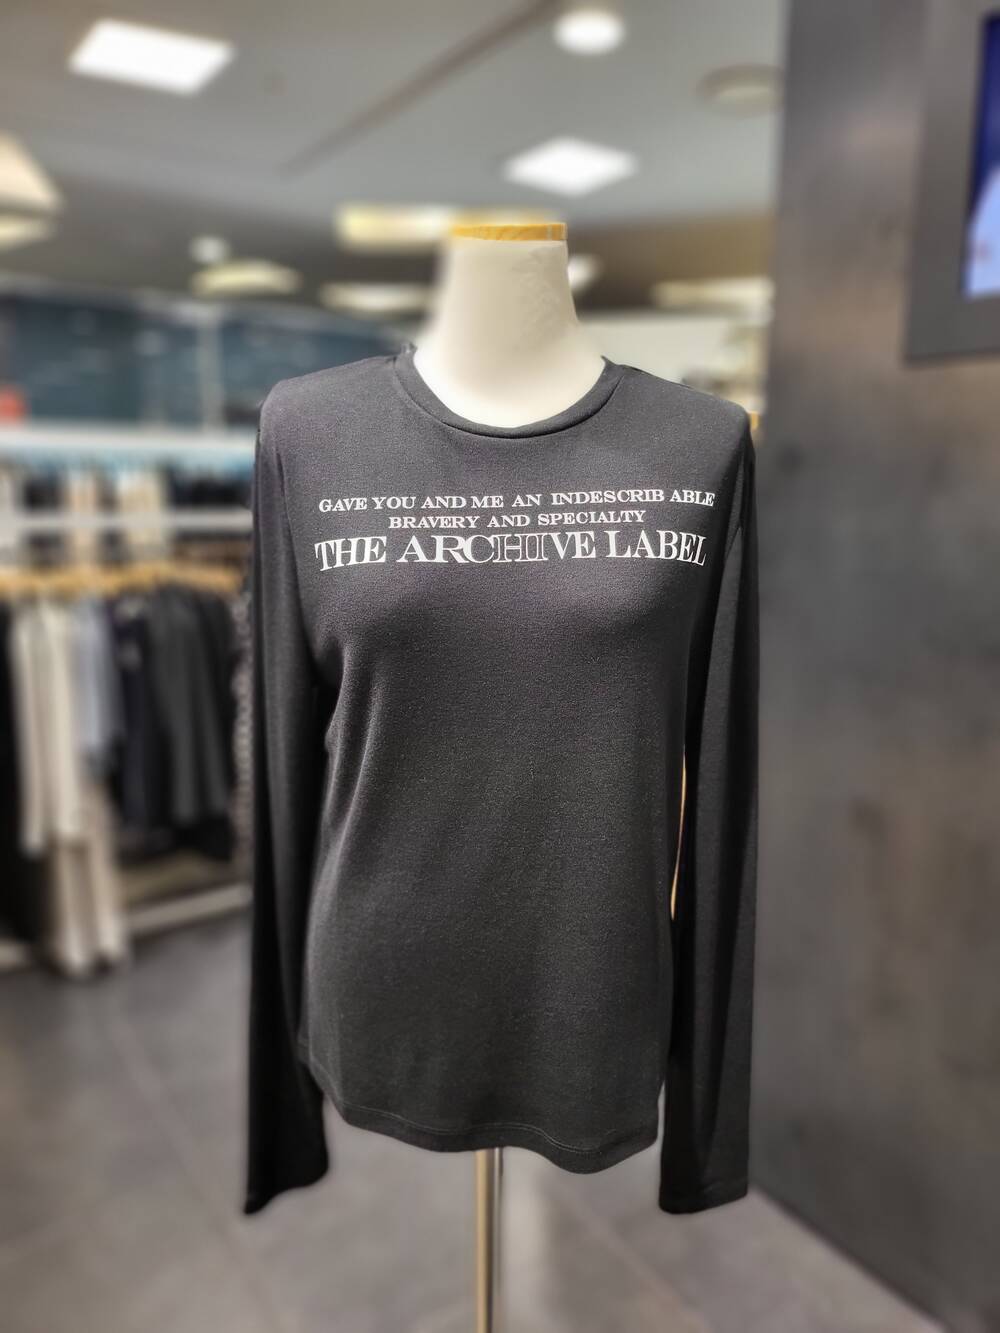 GAVE YOU AND ME AN INDESCRIB ABLE
BRAVERY AND SPECIALTY
THE ARCHIVE LABEL